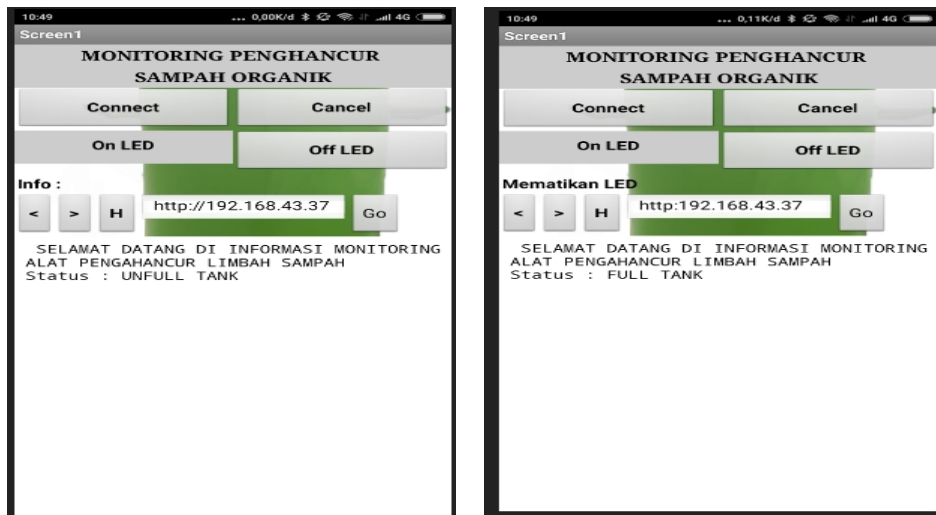 10:49
... 0,00K/d 4G
Screen1
MONITORING PENGHANCUR
SAMPAH ORGANIK
Connect Cancel
On LED Off LED
Info :
< > H http://192.168.43.37 Go
SELAMAT DATANG DI INFORMASI MONITORING
ALAT PENGAHANCUR LIMBAH SAMPAH
Status : UNFULL TANK
10:49
... 0,11K/d 4G
Screen1
MONITORING PENGHANCUR
SAMPAH ORGANIK
Connect Cancel
On LED Off LED
Mematikan LED
< > H http:192.168.43.37 Go
SELAMAT DATANG DI INFORMASI MONITORING
ALAT PENGAHANCUR LIMBAH SAMPAH
Status : FULL TANK